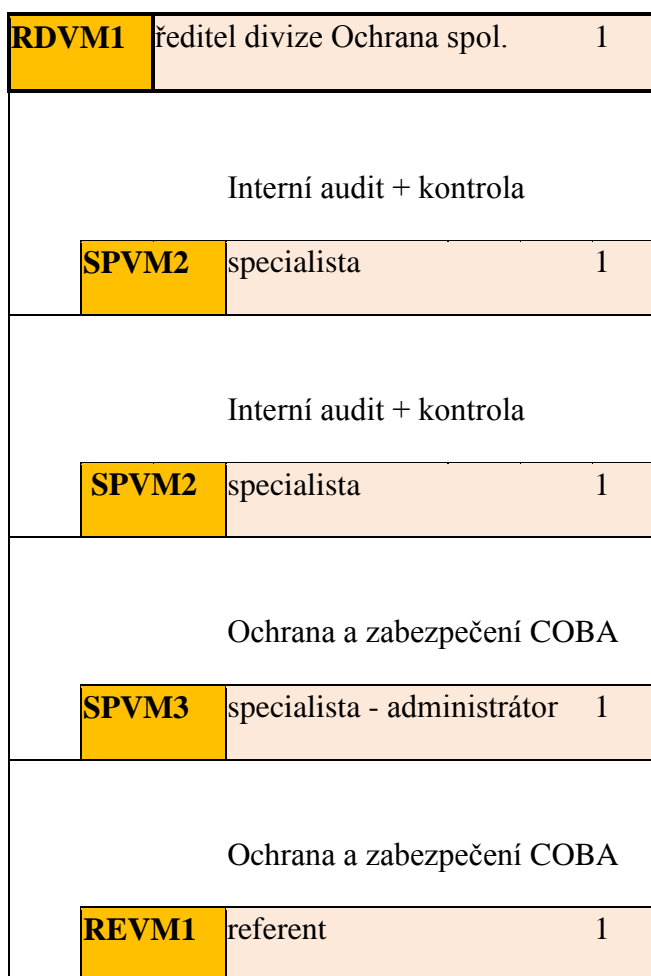 RDVM1 ředitel divize Ochrana spol. 1
Interní audit + kontrola
SPVM2 specialista 1
Interní audit + kontrola
SPVM2 specialista 1
Ochrana a zabezpečení COBA
SPVM3 specialista - administrátor 1
Ochrana a zabezpečení COBA
REVM1 referent 1